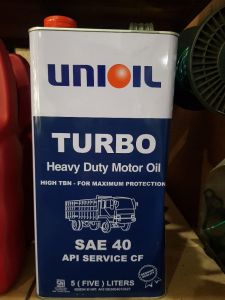 UNIOIL
TURBO
Heavy Duty Motor Oil
HIGH TBN - FOR MAXIMUM PROTECTION
SAE 40
API SERVICE CF
5 ( FIVE ) LITERS